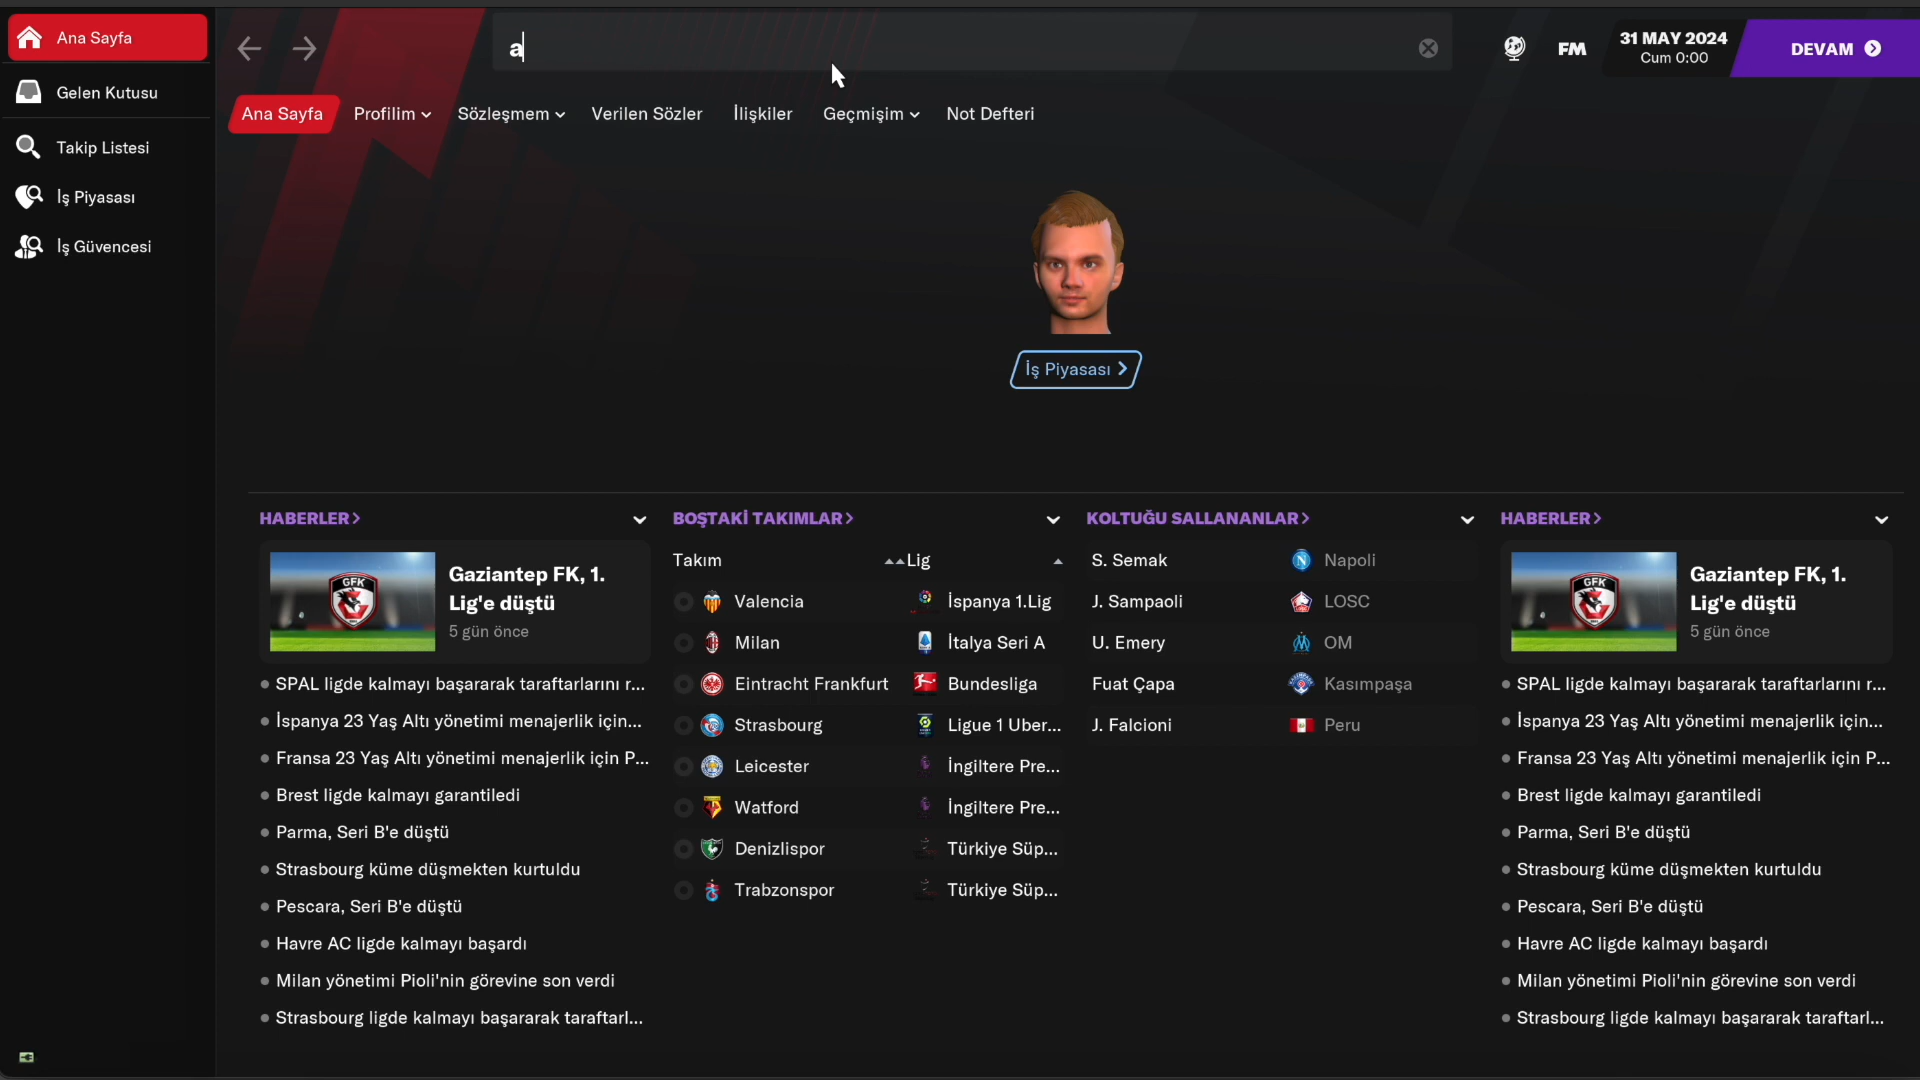 Ana Sayfa
Gelen Kutusu
Takip Listesi
İş Piyasası
İş Güvencesi
a
FM
31 MAY 2024
Cum 0:00
DEVAM
Ana Sayfa
Profilim
Sözleşmem
Verilen Sözler
İlişkiler
Geçmişim
Not Defteri
İş Piyasası
HABERLER
GFK
Gaziantep FK, 1.
Lig'e düştü
5 gün önce
SPAL ligde kalmayı başararak taraftarlarını r...
İspanya 23 Yaş Altı yönetimi menajerlik için...
Fransa 23 Yaş Altı yönetimi menajerlik için P...
Brest ligde kalmayı garantiledi
Parma, Seri B'e düştü
Strasbourg küme düşmekten kurtuldu
Pescara, Seri B'e düştü
Havre AC ligde kalmayı başardı
Milan yönetimi Pioli'nin görevine son verdi
Strasbourg ligde kalmayı başararak taraftarl...
BOŞTAKİ TAKIMLAR
Takım Lig
Valencia İspanya 1.Lig
Milan İtalya Seri A
Eintracht Frankfurt Bundesliga
Strasbourg Ligue 1 Uber...
Leicester İngiltere Pre...
Watford İngiltere Pre...
Denizlispor Türkiye Süp...
Trabzonspor Türkiye Süp...
KOLTUĞU SALLANANLAR
S. Semak Napoli
J. Sampaoli LOSC
U. Emery OM
Fuat Çapa Kasımpaşa
J. Falcioni Peru
HABERLER
GFK
Gaziantep FK, 1.
Lig'e düştü
5 gün önce
SPAL ligde kalmayı başararak taraftarlarını r...
İspanya 23 Yaş Altı yönetimi menajerlik için...
Fransa 23 Yaş Altı yönetimi menajerlik için P...
Brest ligde kalmayı garantiledi
Parma, Seri B'e düştü
Strasbourg küme düşmekten kurtuldu
Pescara, Seri B'e düştü
Havre AC ligde kalmayı başardı
Milan yönetimi Pioli'nin görevine son verdi
Strasbourg ligde kalmayı başararak taraftarl...